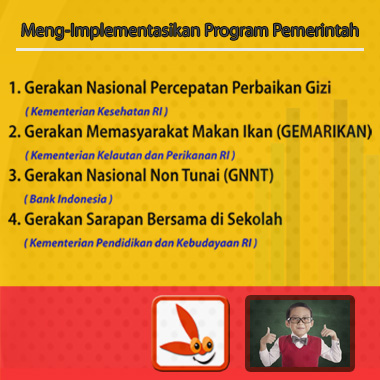 Meng-Implementasikan Program Pemerintah
1. Gerakan Nasional Percepatan Perbaikan Gizi
( Kementerian Kesehatan RI )
2. Gerakan Memasyarakat Makan Ikan (GEMARIKAN)
( Kementerian Kelautan dan Perikanan RI )
3. Gerakan Nasional Non Tunai (GNNT)
( Bank Indonesia )
4. Gerakan Sarapan Bersama di Sekolah
( Kementerian Pendidikan dan Kebudayaan RI )